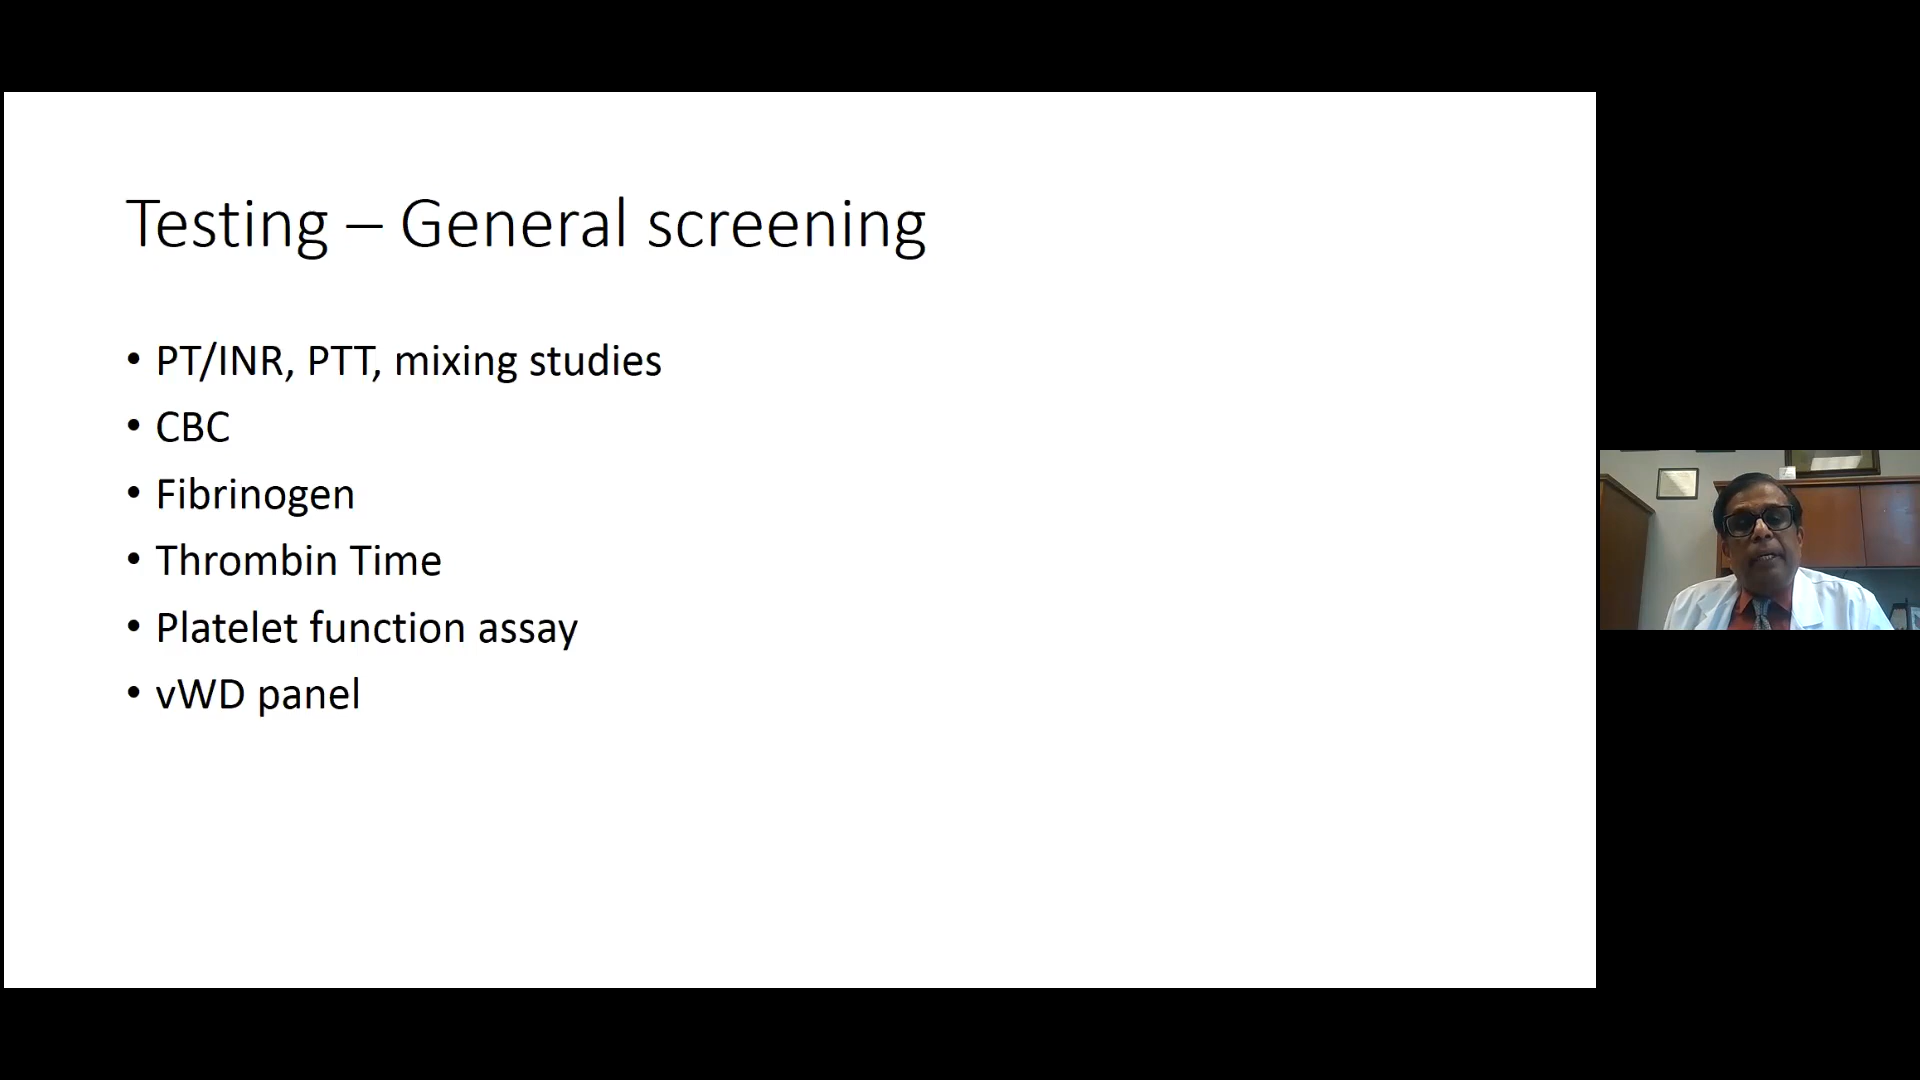 Testing – General screening
• PT/INR, PTT, mixing studies
• CBC
• Fibrinogen
• Thrombin Time
• Platelet function assay
• vWD panel